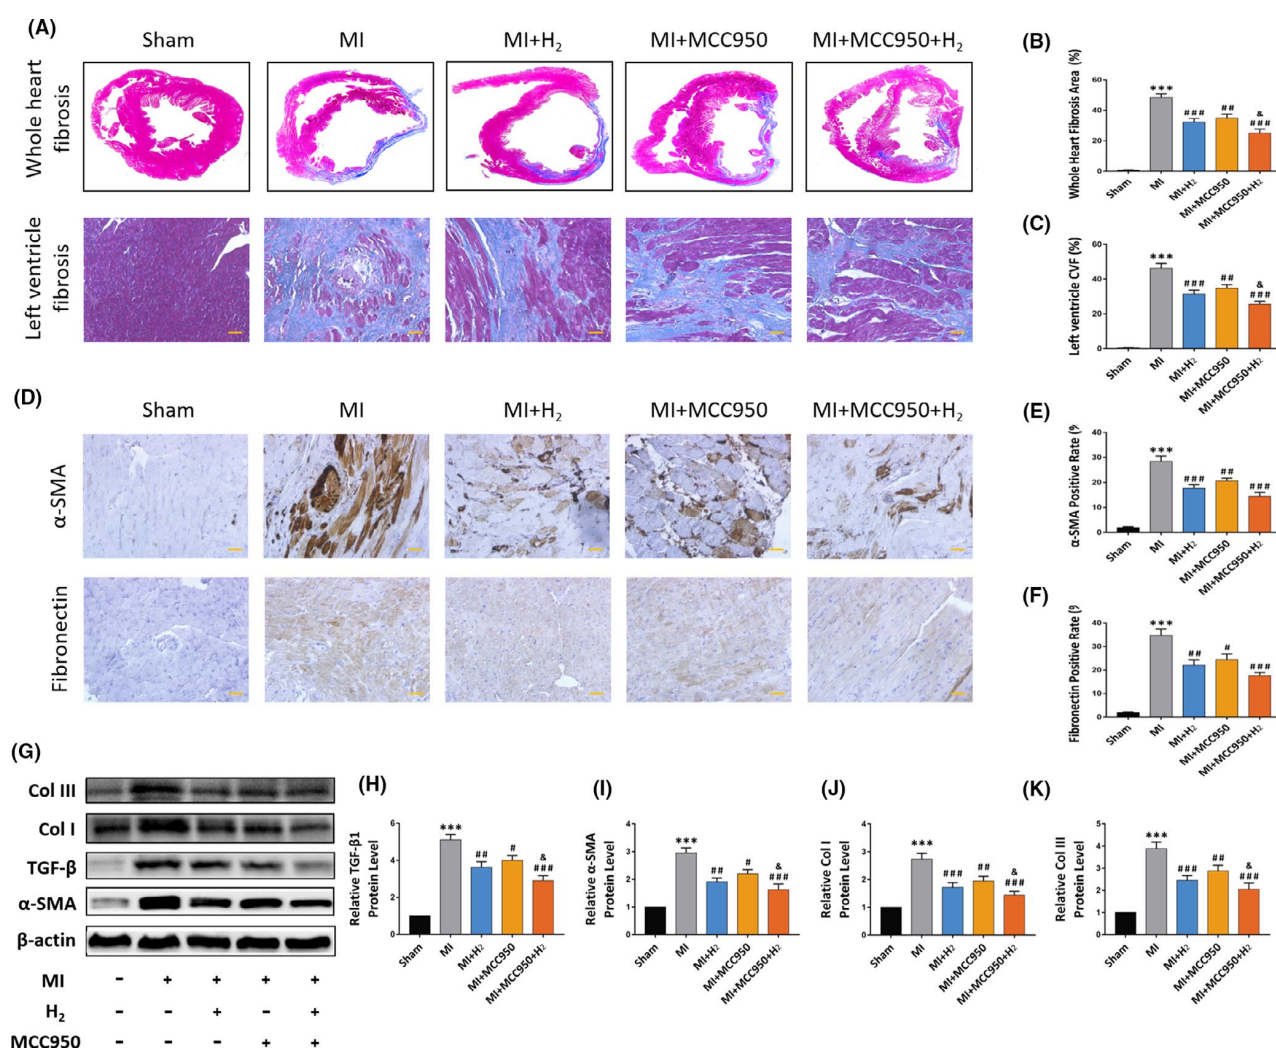 (A)
Sham MI MI+H₂ MI+MCC950 MI+MCC950+H₂
Whole heart
fibrosis
Left ventricle
fibrosis
(B)
Whole Heart Fibrosis Area (%)
60
40
20
0
***
###
##
&
###
Sham
MI
MI+H₂
MI+MCC950
MI+MCC950+H₂
(C)
Left ventricle CVF (%)
60
40
20
0
***
###
##
&
###
Sham
MI
MI+H₂
MI+MCC950
MI+MCC950+H₂
(D)
Sham MI MI+H₂ MI+MCC950 MI+MCC950+H₂
α-SMA
Fibronectin
(E)
α-SMA Positive Rate (%
40
30
20
10
0
***
###
##
###
Sham
MI
MI+H₂
MI+MCC950
MI+MCC950+H₂
(F)
Fibronectin Positive Rate (%
40
30
20
10
0
***
##
#
###
Sham
MI
MI+H₂
MI+MCC950
MI+MCC950+H₂
(G)
Col III
Col I
TGF-β
α-SMA
β-actin
MI - + + + +
H₂ - - + - +
MCC950 - - - + +
(H)
Relative TGF-β1
Protein Level
6
4
2
0
***
##
#
&
###
Sham
MI
MI+H₂
MI+MCC950
MI+MCC950+H₂
(I)
Relative α-SMA
Protein Level
4
3
2
1
0
***
##
#
&
###
Sham
MI
MI+H₂
MI+MCC950
MI+MCC950+H₂
(J)
Relative Col I
Protein Level
4
3
2
1
0
***
###
##
&
###
Sham
MI
MI+H₂
MI+MCC950
MI+MCC950+H₂
(K)
Relative Col III
Protein Level
5
4
3
2
1
0
***
###
##
&
###
Sham
MI
MI+H₂
MI+MCC950
MI+MCC950+H₂